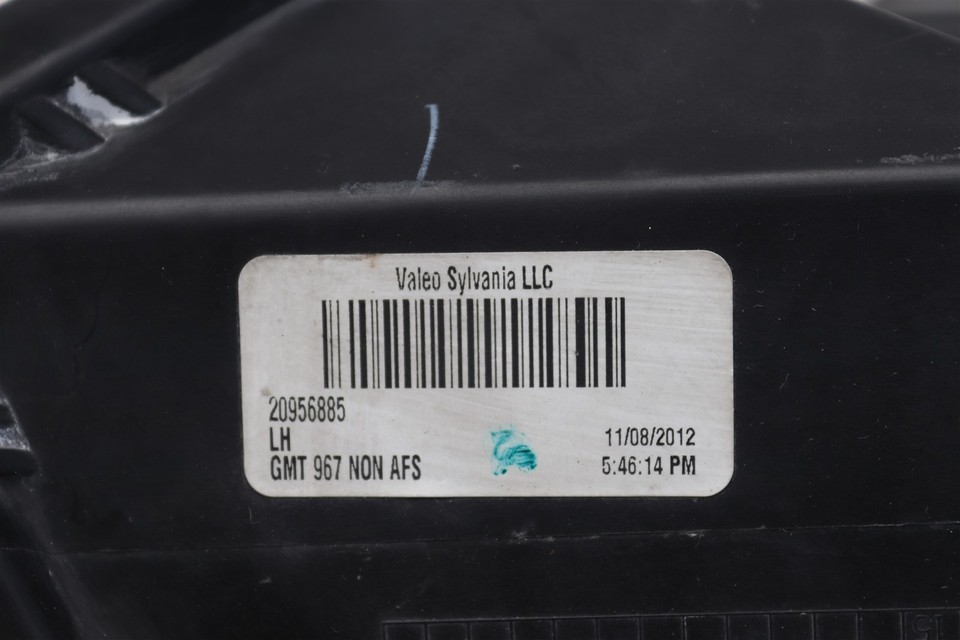 Valeo Sylvania LLC
20956885
LH
GMT 967 NON AFS
11/08/2012
5:46:14 PM